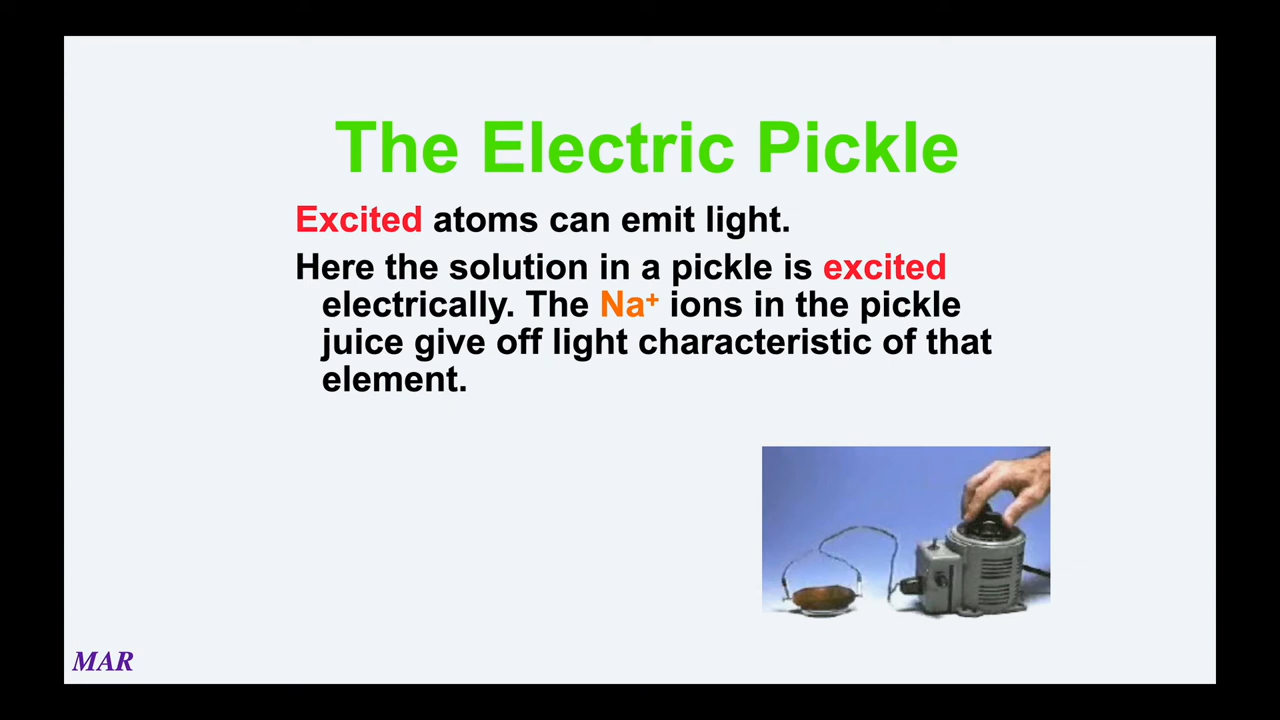 The Electric Pickle
Excited atoms can emit light.
Here the solution in a pickle is excited
electrically. The Na⁺ ions in the pickle
juice give off light characteristic of that
element.
MAR